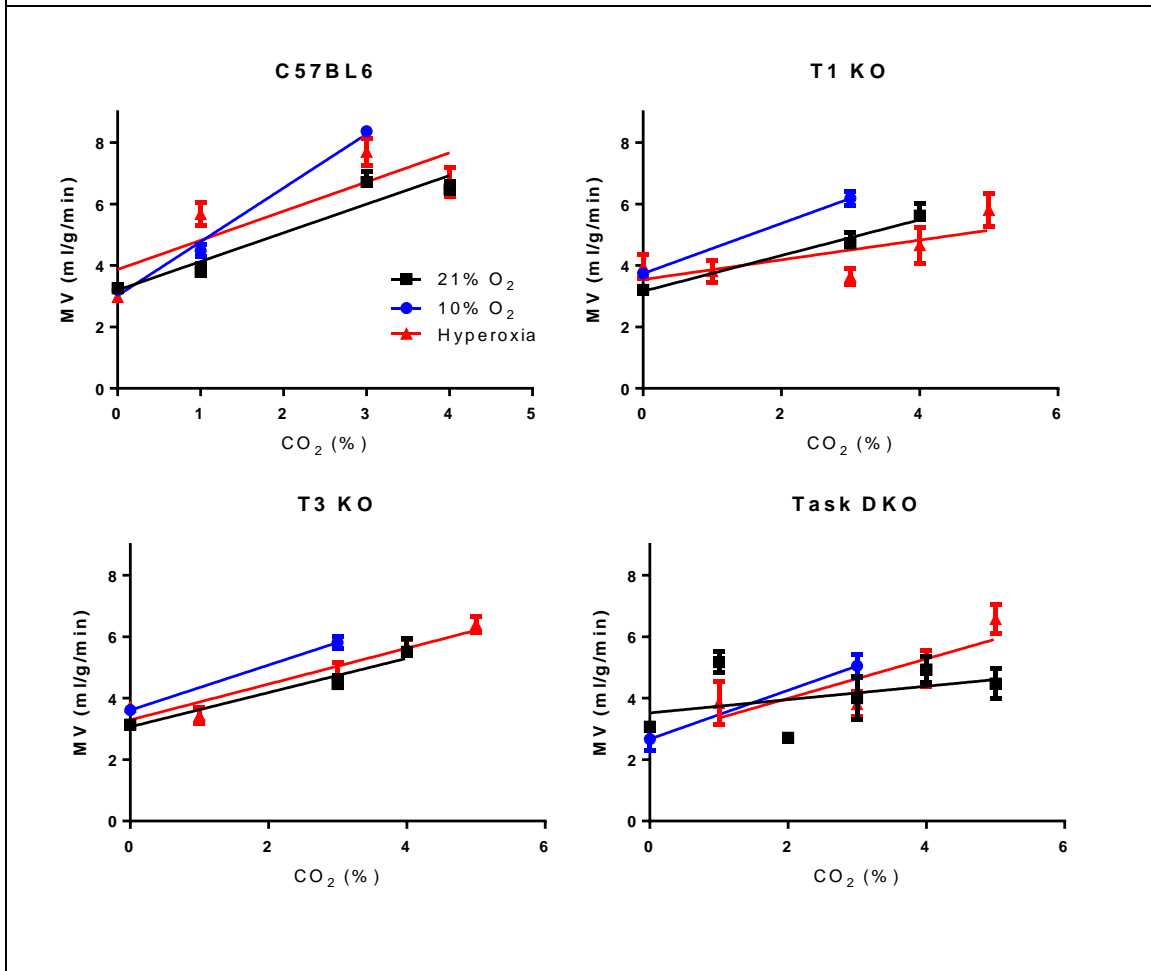 C57BL6
MV (ml/g/min)
8
6
4
2
0
0 1 2 3 4 5
CO₂ (%)
21% O₂
10% O₂
Hyperoxia
T1 KO
MV (ml/g/min)
8
6
4
2
0
0 2 4 6
CO₂ (%)
T3 KO
MV (ml/g/min)
8
6
4
2
0
0 2 4 6
CO₂ (%)
Task DKO
MV (ml/g/min)
8
6
4
2
0
0 2 4 6
CO₂ (%)